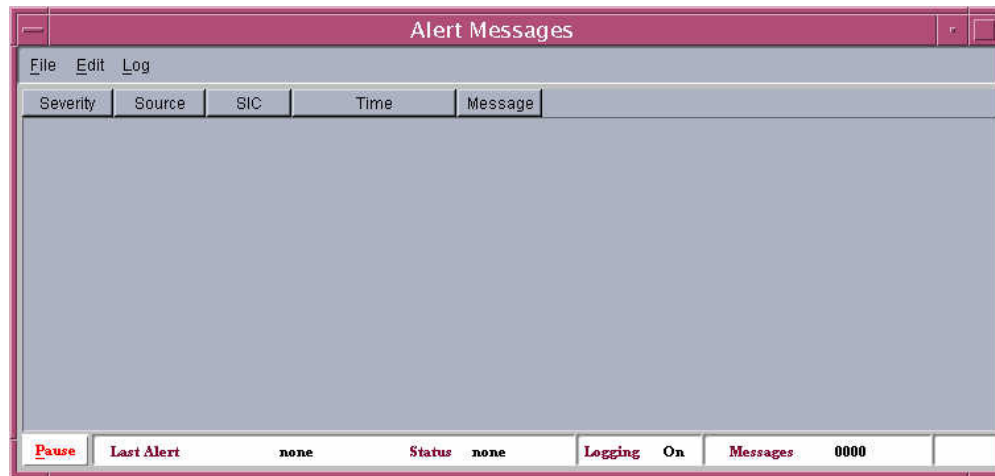 Alert Messages
File Edit Log
Severity Source SIC Time Message
Pause Last Alert none Status none Logging On Messages 0000